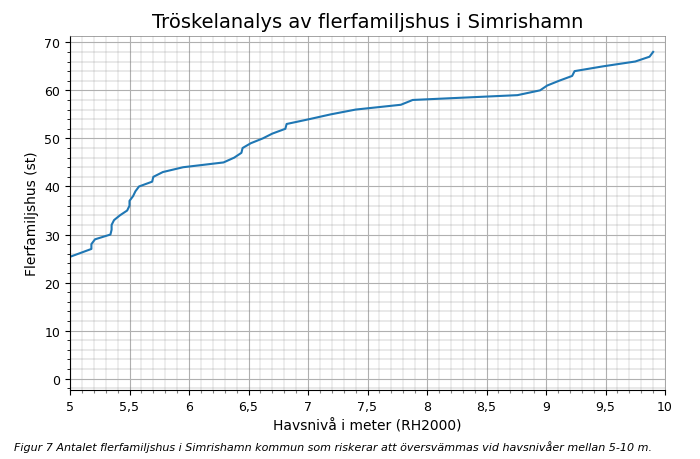 Tröskelanalys av flerfamiljshus i Simrishamn
70
60
50
40
30
20
10
0
Flerfamiljshus (st)
5 5,5 6 6,5 7 7,5 8 8,5 9 9,5 10
Havsnivå i meter (RH2000)
Figur 7 Antalet flerfamiljshus i Simrishamn kommun som riskerar att översvämmas vid havsnivåer mellan 5-10 m.